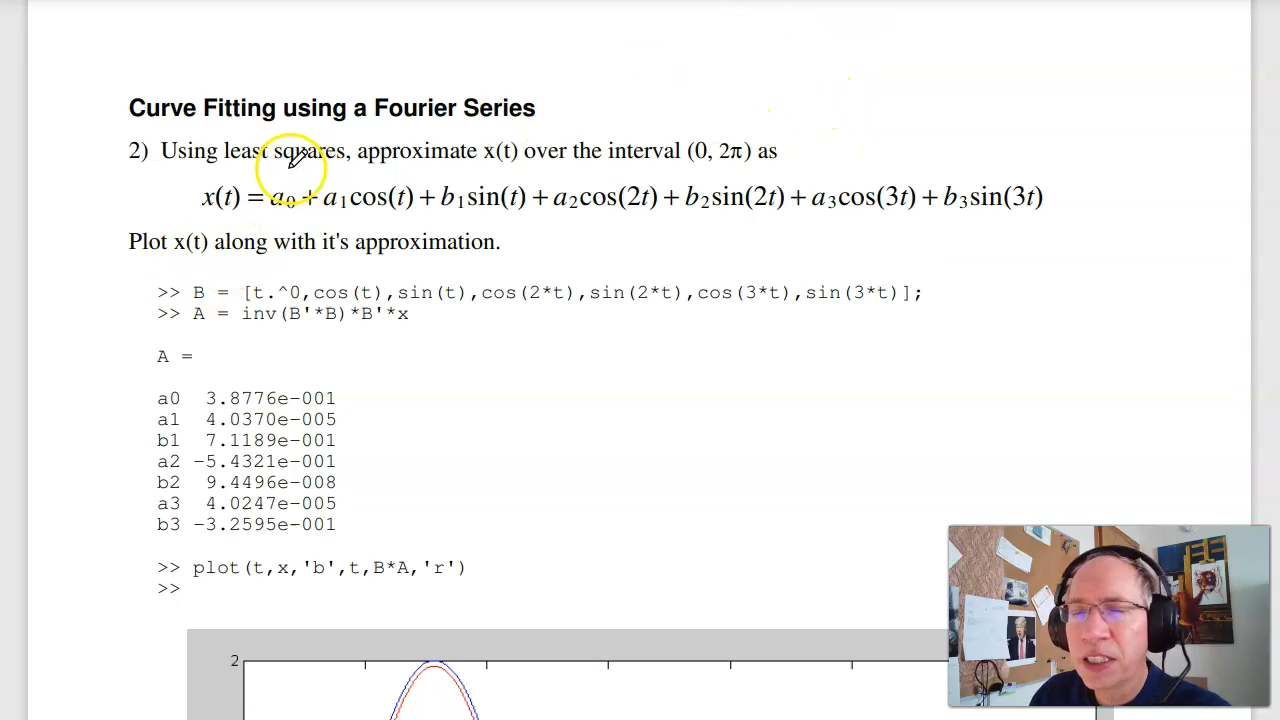 Curve Fitting using a Fourier Series
2) Using least squares, approximate x(t) over the interval (0, 2π) as
x(t) = a₀ + a₁cos(t) + b₁sin(t) + a₂cos(2t) + b₂sin(2t) + a₃cos(3t) + b₃sin(3t)
Plot x(t) along with it's approximation.
>> B = [t.^0,cos(t),sin(t),cos(2*t),sin(2*t),cos(3*t),sin(3*t)];
>> A = inv(B'*B)*B'*x
A =
a0 3.8776e-001
a1 4.0370e-005
b1 7.1189e-001
a2 -5.4321e-001
b2 9.4496e-008
a3 4.0247e-005
b3 -3.2595e-001
>> plot(t,x,'b',t,B*A,'r')
>>
2